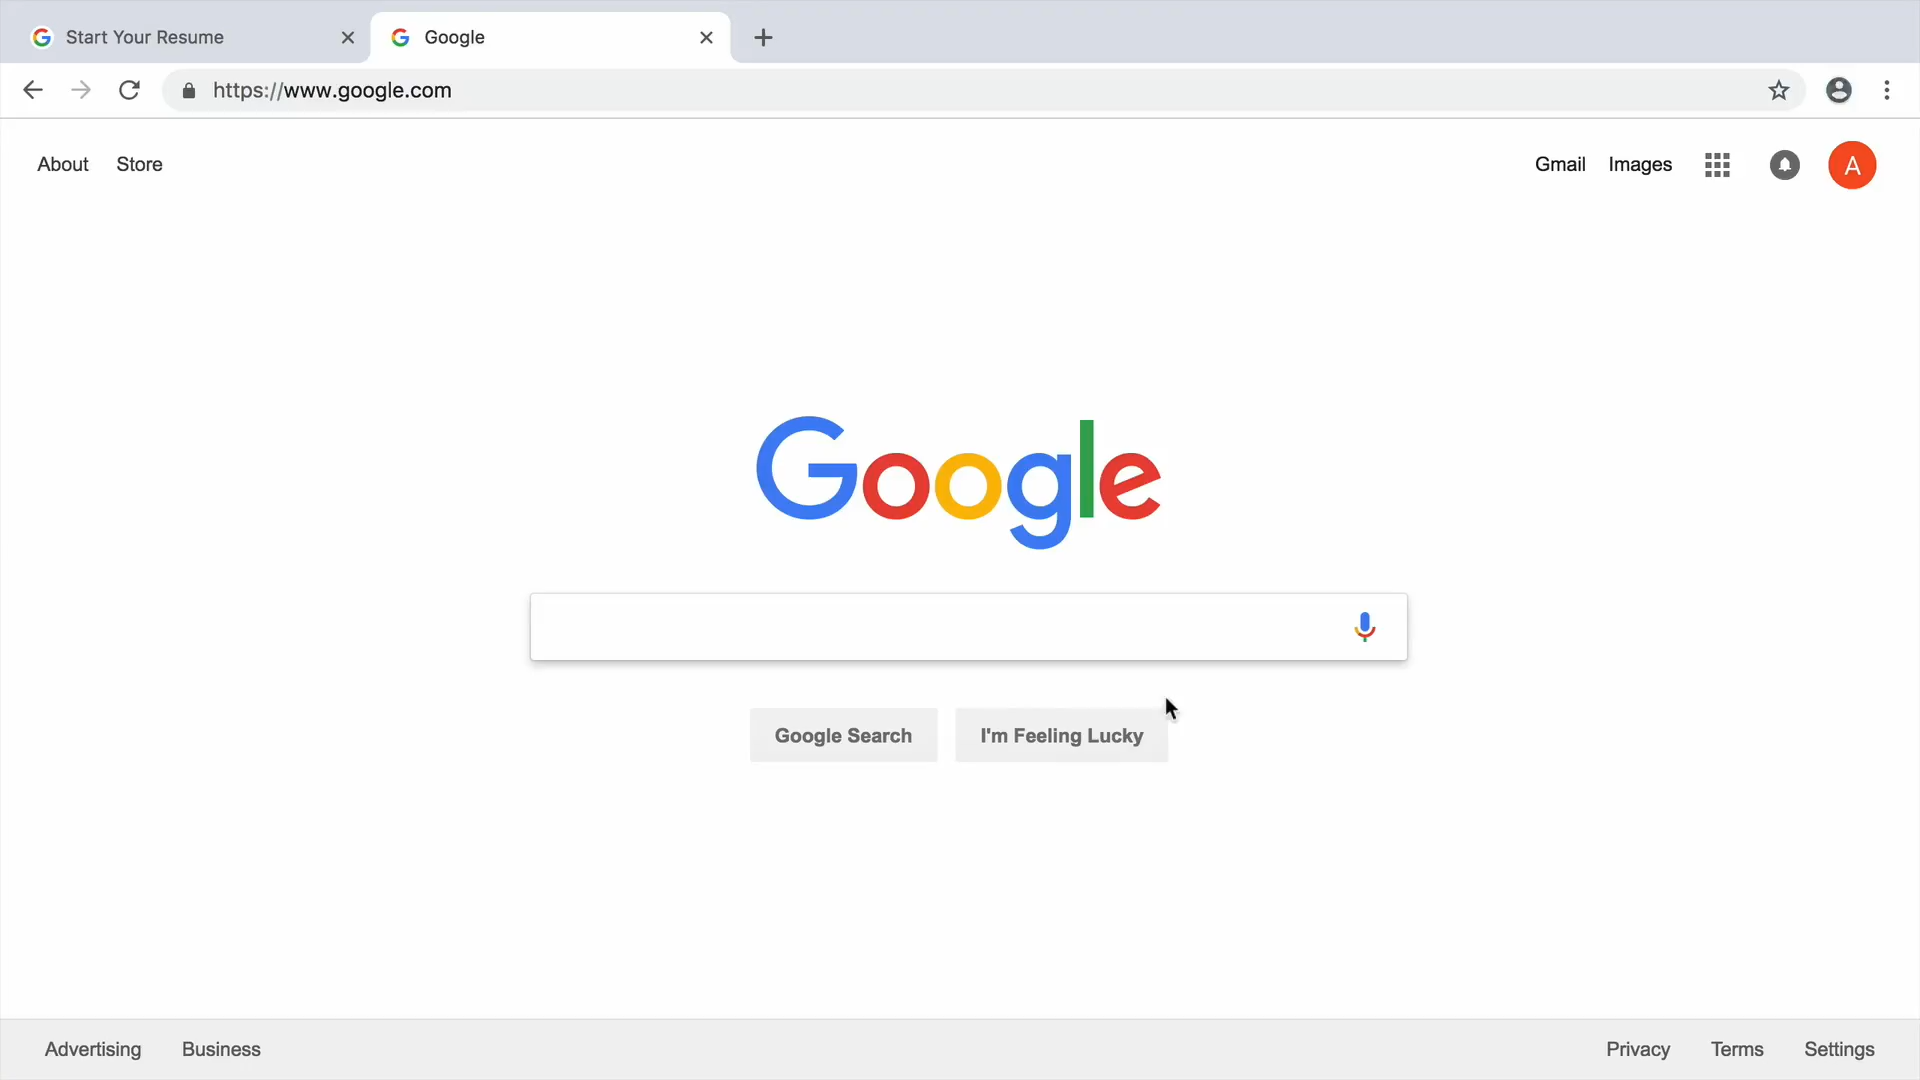 Start Your Resume
Google
https://www.google.com
About Store
Gmail Images
A
Google
Google Search
I'm Feeling Lucky
Advertising Business
Privacy Terms Settings